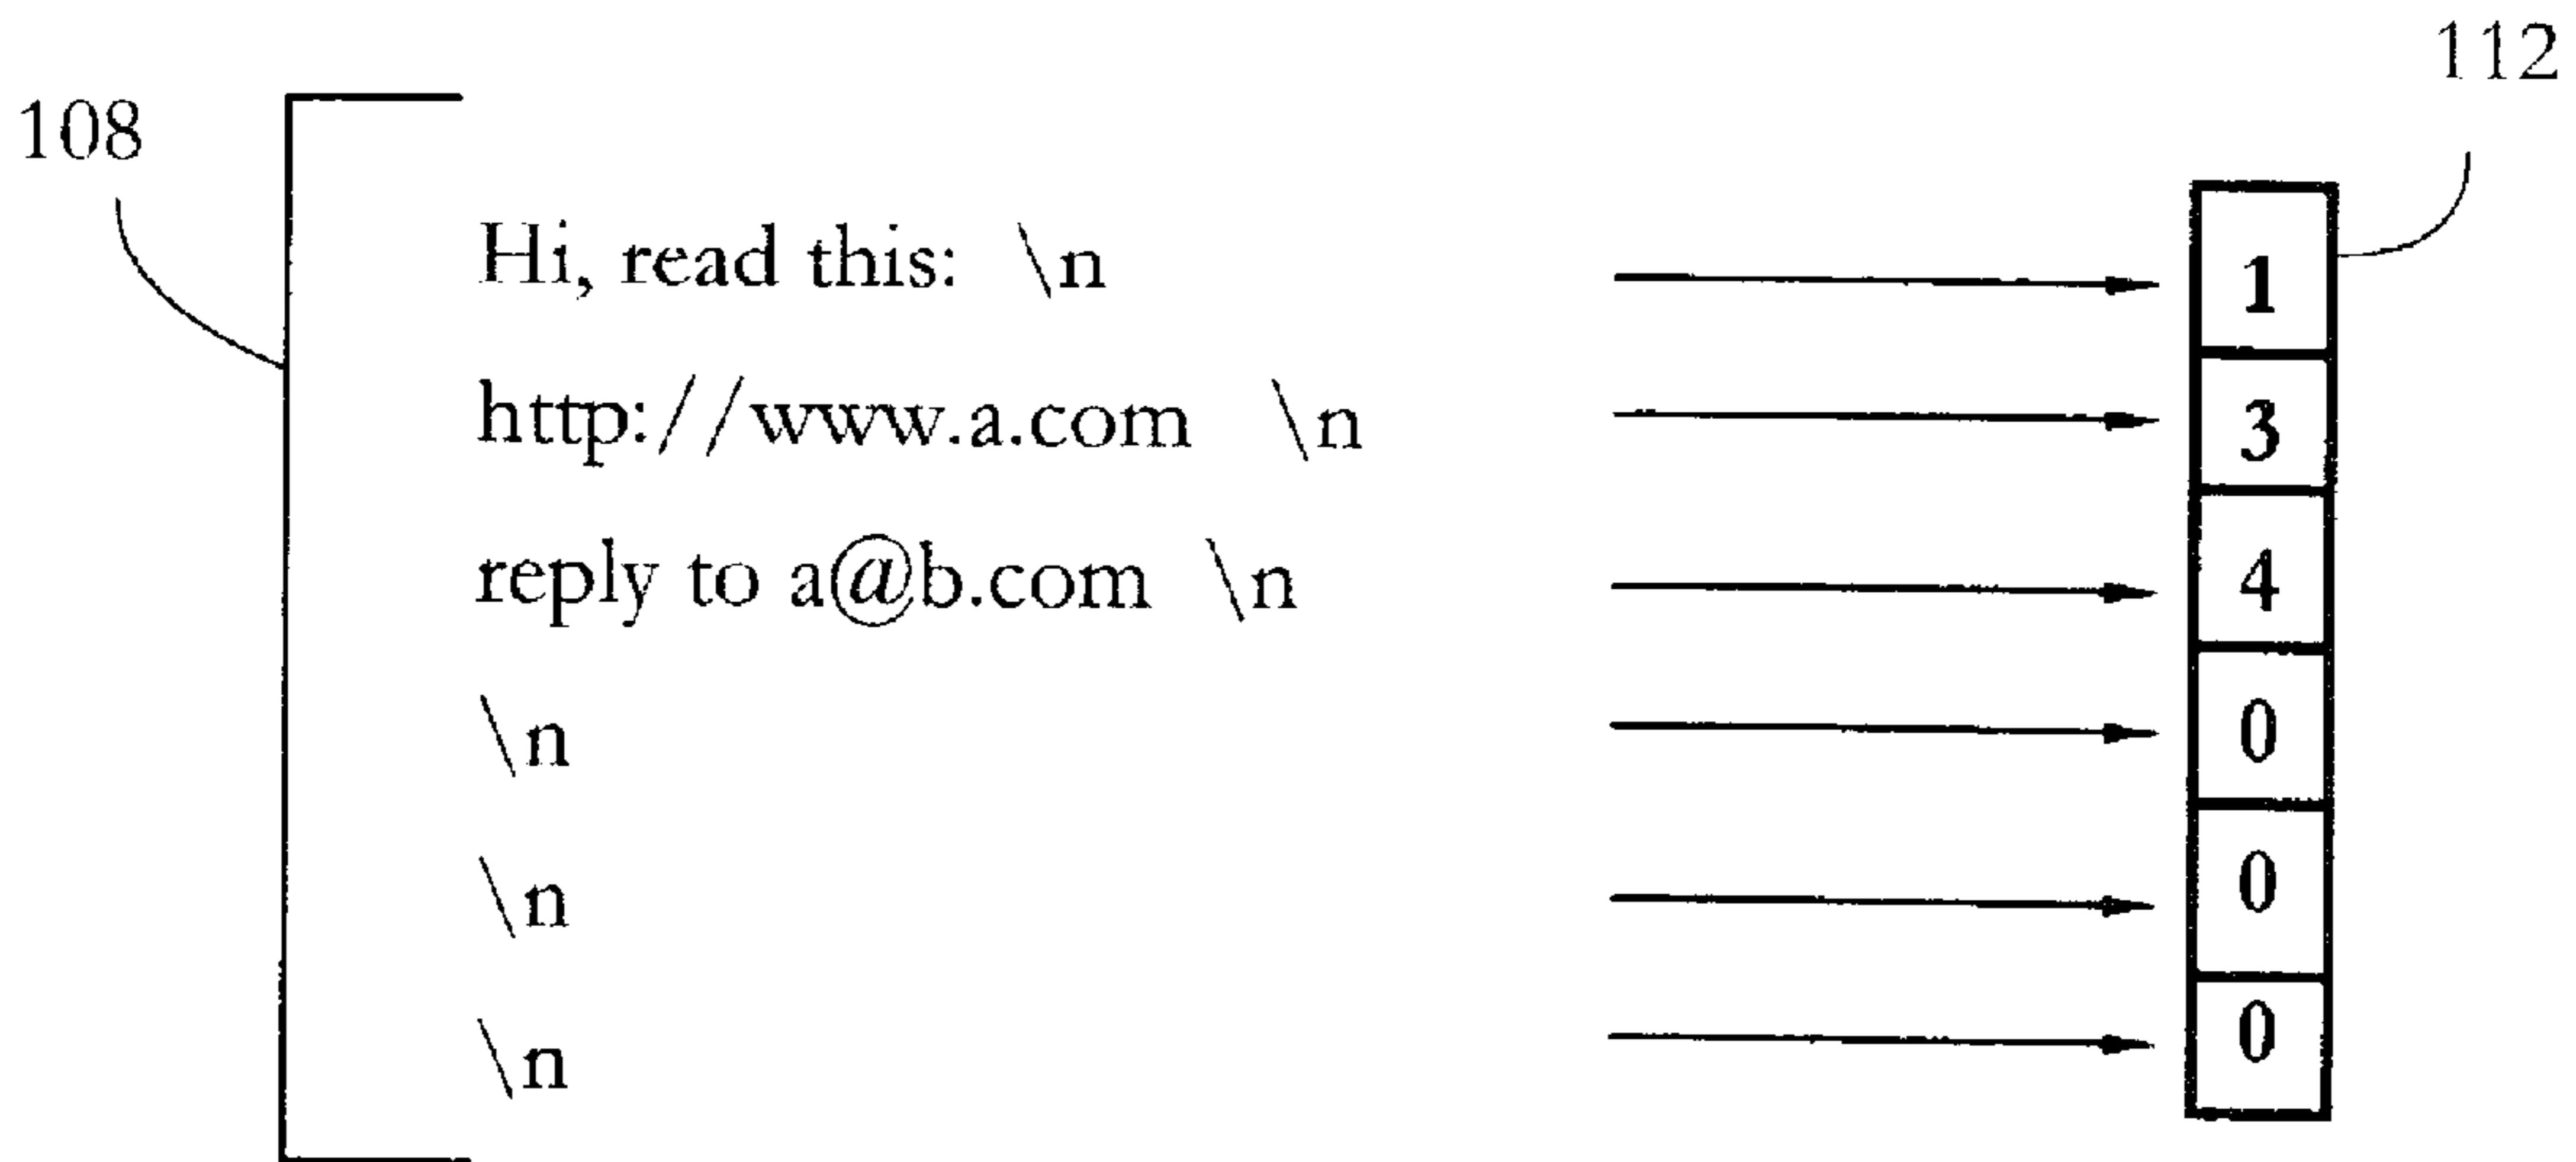 112
108
Hi, read this: \n 1
http://www.a.com \n 3
reply to a@b.com \n 4
\n 0
\n 0
\n 0